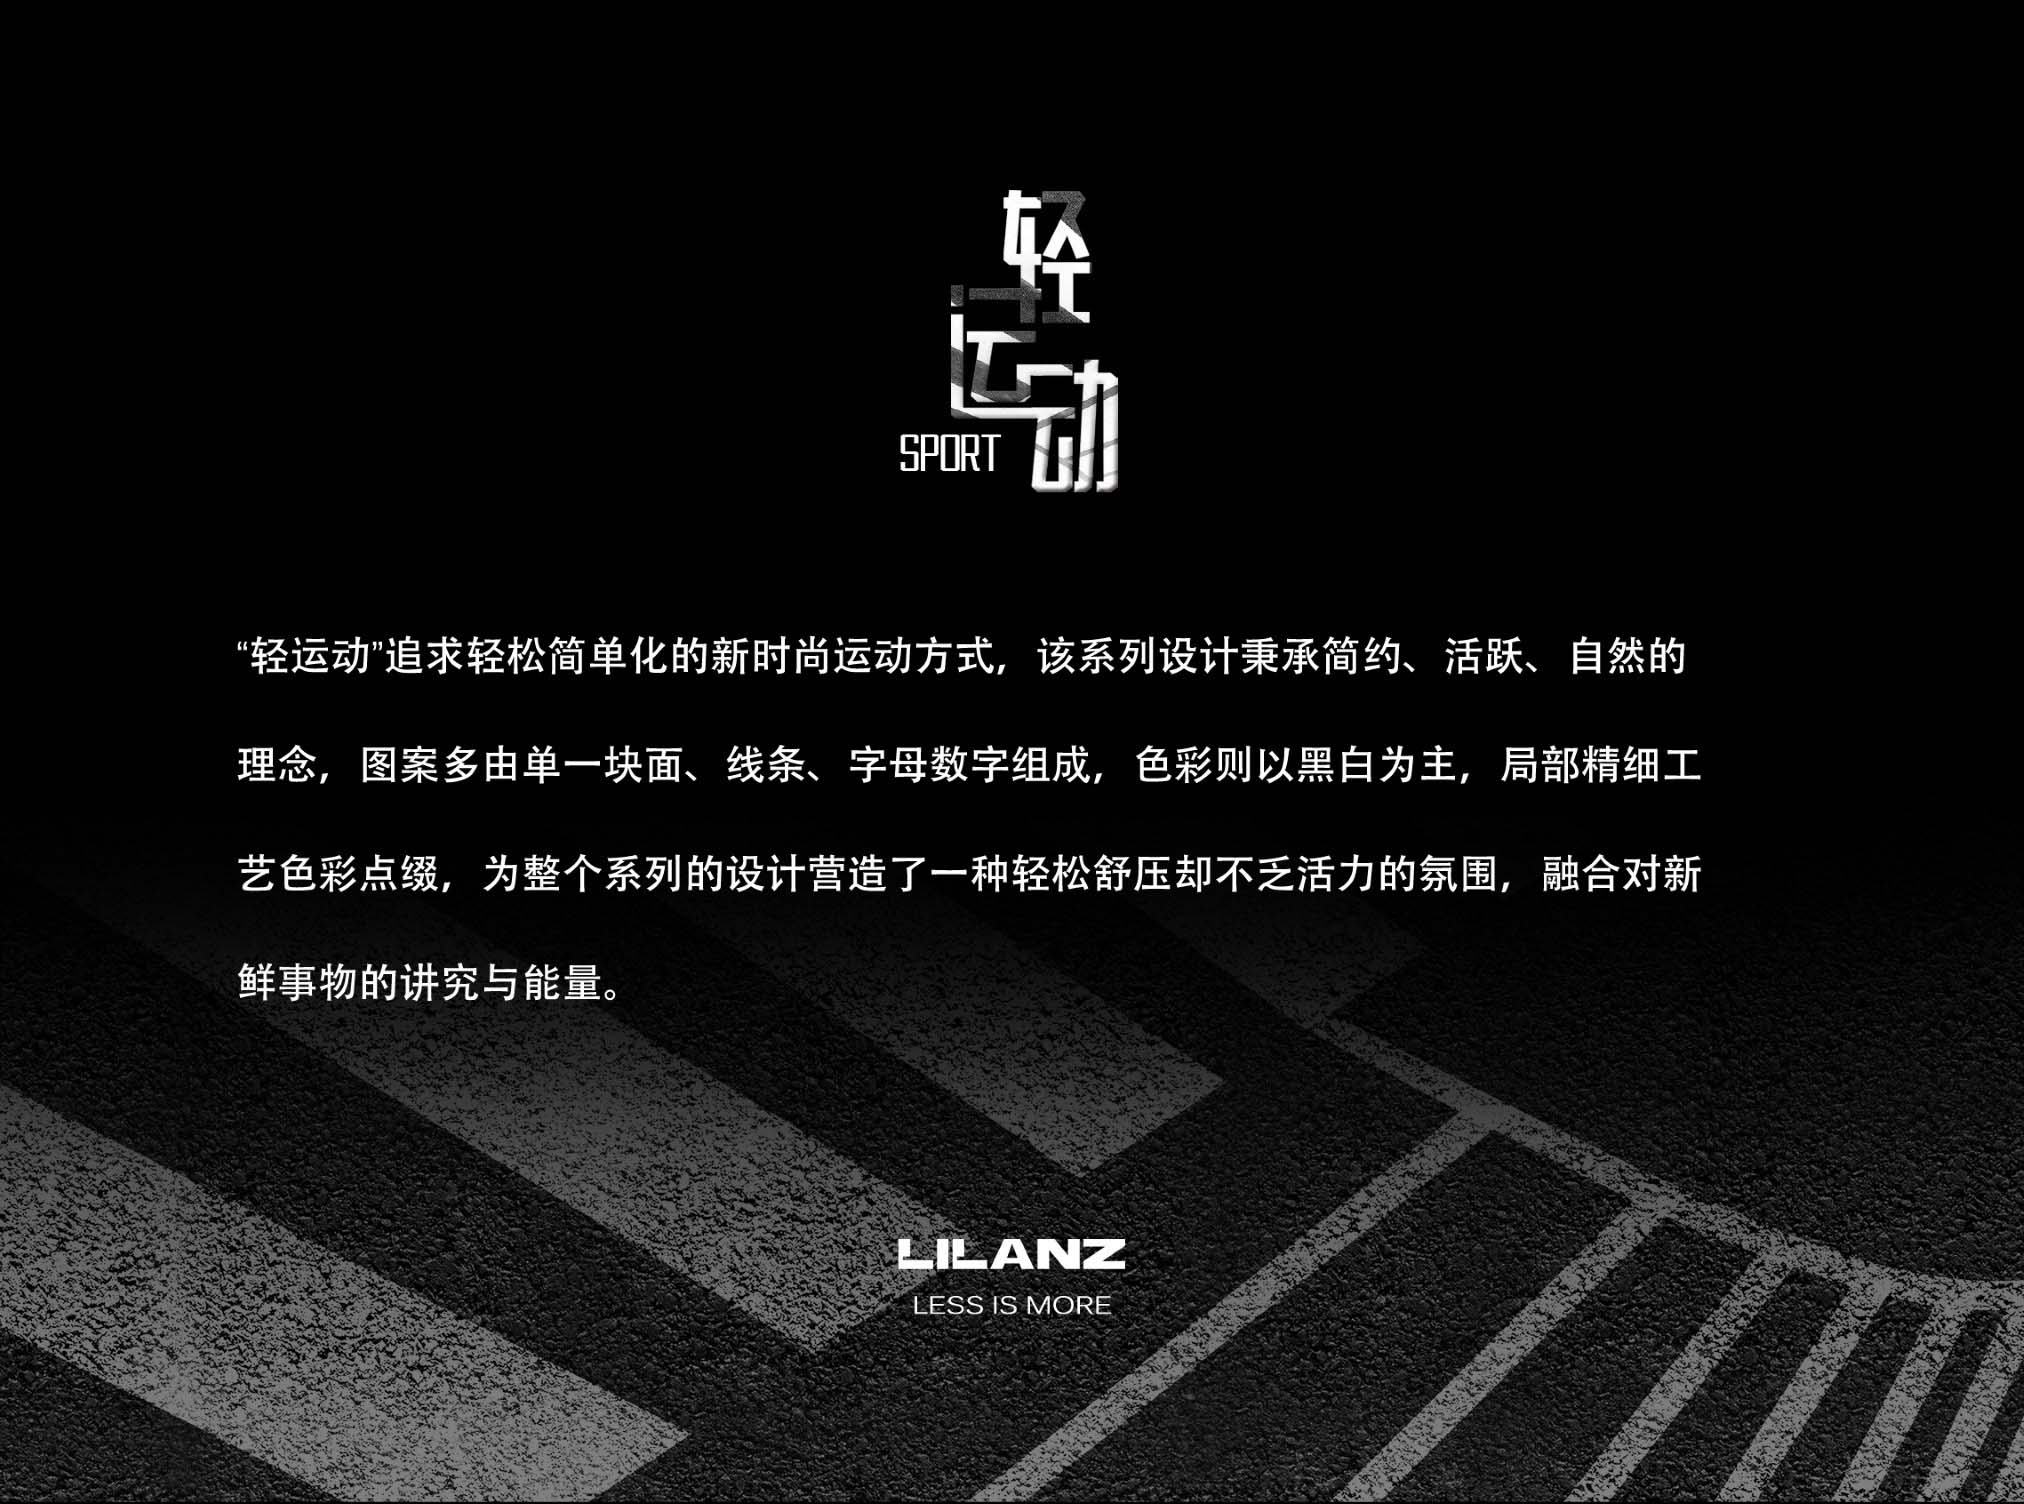 轻
运
动
SPORT
“轻运动”追求轻松简单化的新时尚运动方式，该系列设计秉承简约、活跃、自然的
理念，图案多由单一块面、线条、字母数字组成，色彩则以黑白为主，局部精细工
艺色彩点缀，为整个系列的设计营造了一种轻松舒压却不乏活力的氛围，融合对新
鲜事物的讲究与能量。
LILANZ
LESS IS MORE